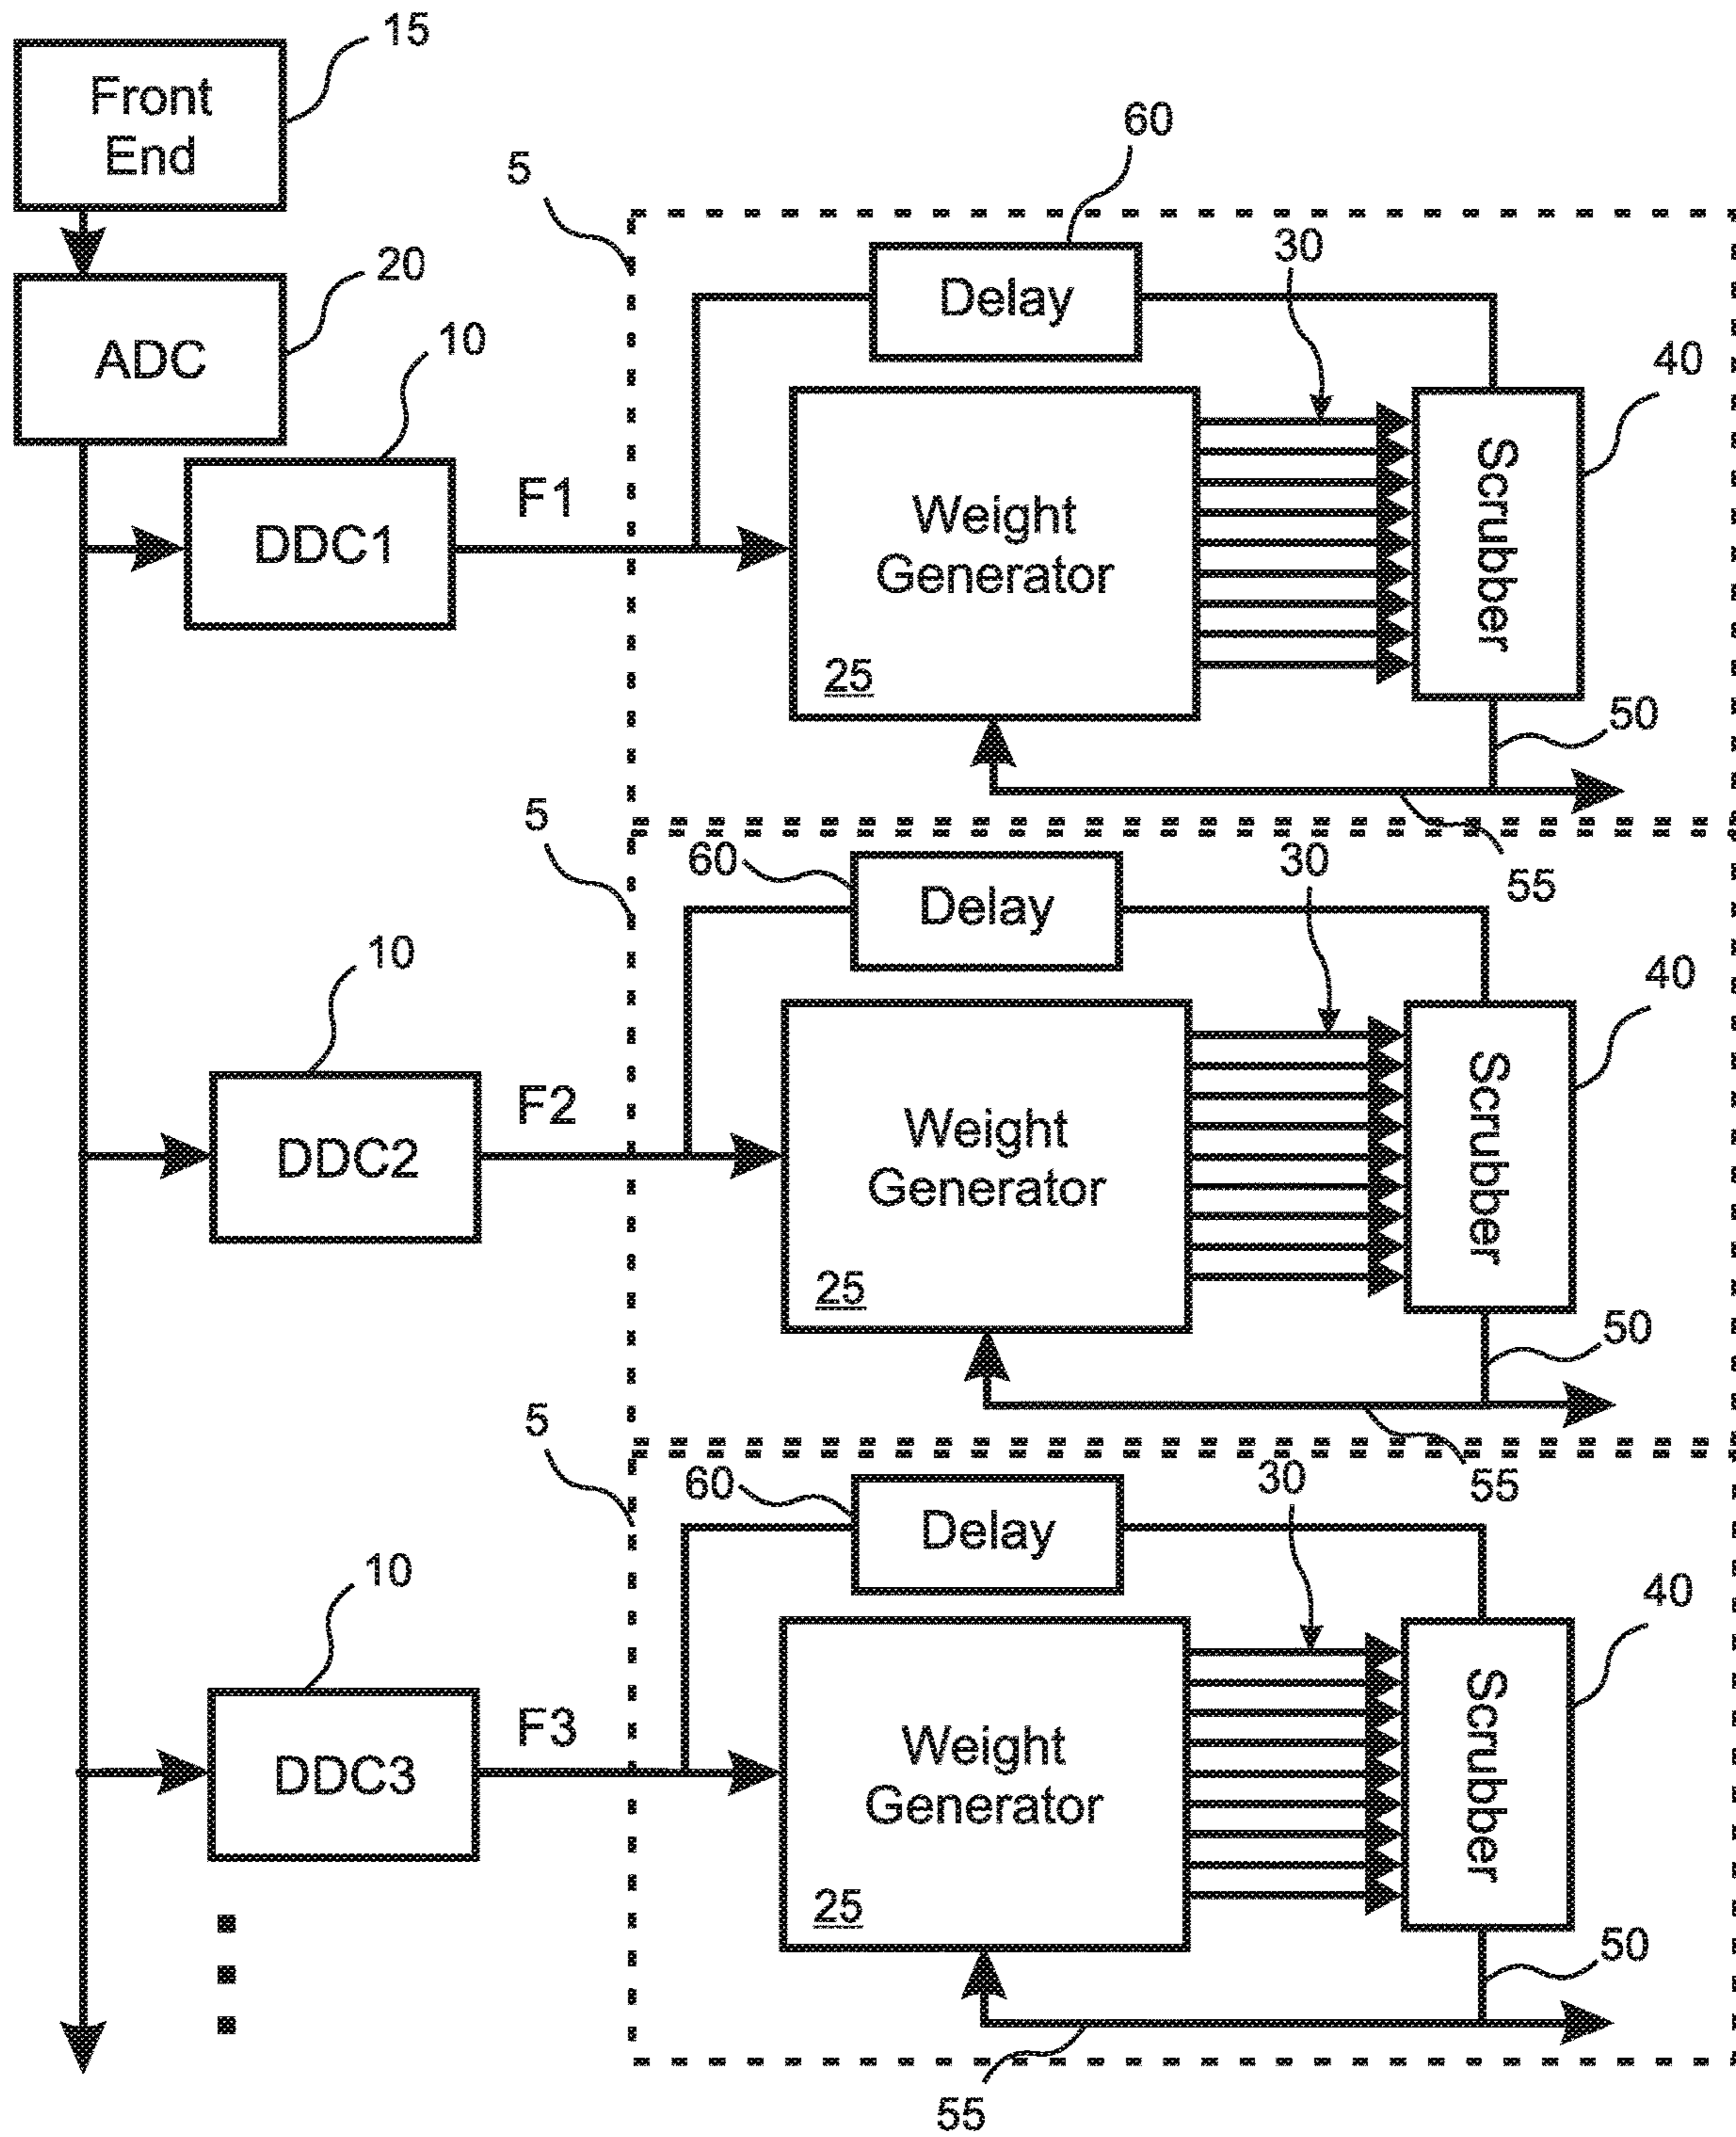 15
Front
End
20
ADC
10
DDC1
F1
5
60
Delay
30
40
Weight
Generator
25
Scrubber
50
55
5
60
Delay
30
10
DDC2
F2
40
Weight
Generator
25
Scrubber
50
55
5
60
Delay
30
10
DDC3
F3
40
Weight
Generator
25
Scrubber
50
55